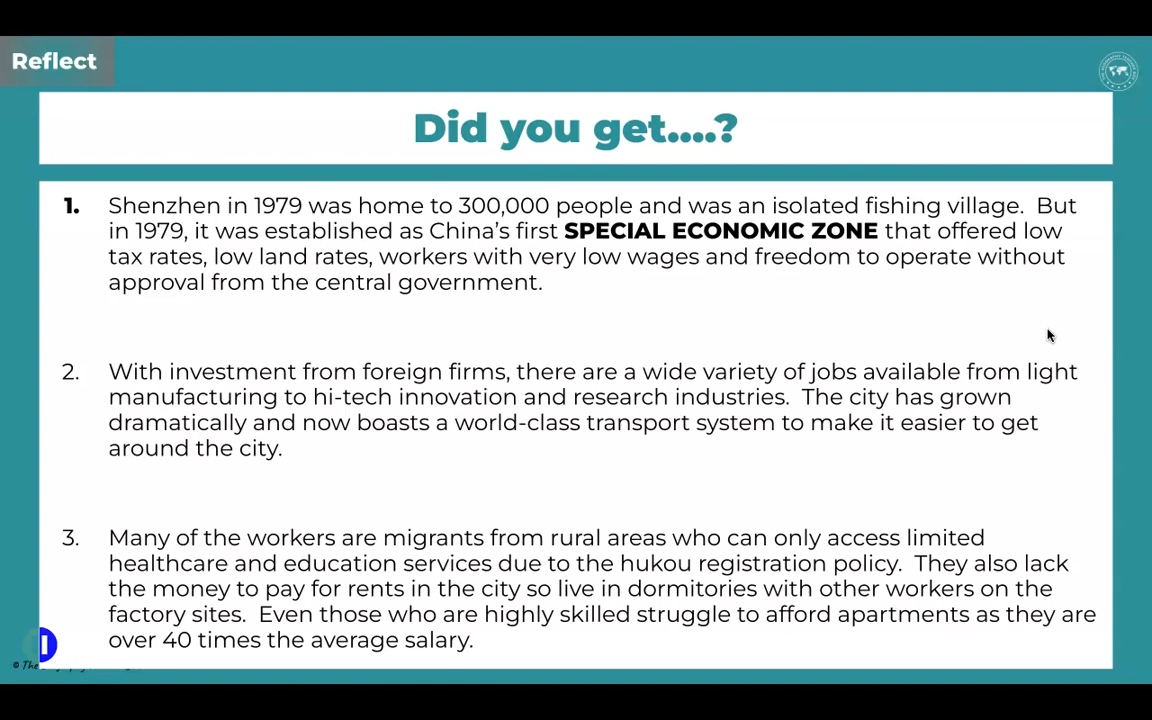 Reflect
Did you get....?
1. Shenzhen in 1979 was home to 300,000 people and was an isolated fishing village. But
in 1979, it was established as China's first SPECIAL ECONOMIC ZONE that offered low
tax rates, low land rates, workers with very low wages and freedom to operate without
approval from the central government.
2. With investment from foreign firms, there are a wide variety of jobs available from light
manufacturing to hi-tech innovation and research industries. The city has grown
dramatically and now boasts a world-class transport system to make it easier to get
around the city.
3. Many of the workers are migrants from rural areas who can only access limited
healthcare and education services due to the hukou registration policy. They also lack
the money to pay for rents in the city so live in dormitories with other workers on the
factory sites. Even those who are highly skilled struggle to afford apartments as they are
over 40 times the average salary.
© The